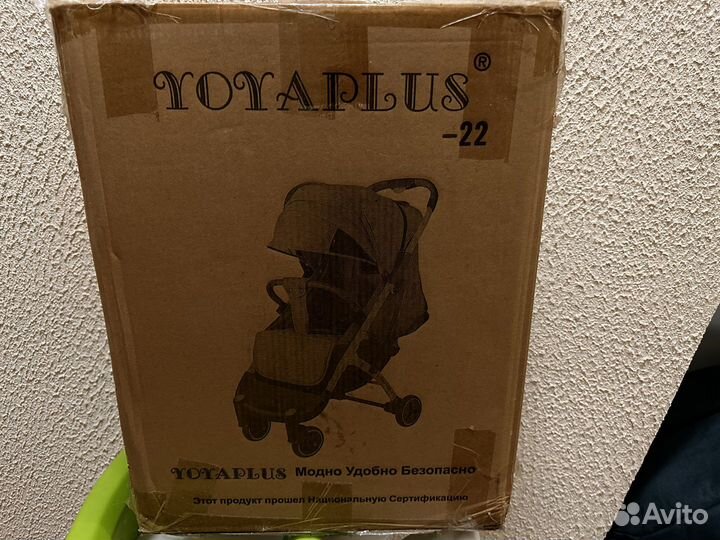 YOYAPLUS®
-22
YOYAPLUS Модно Удобно Безопасно
Этот продукт прошел Национальную Сертификацию
Avito